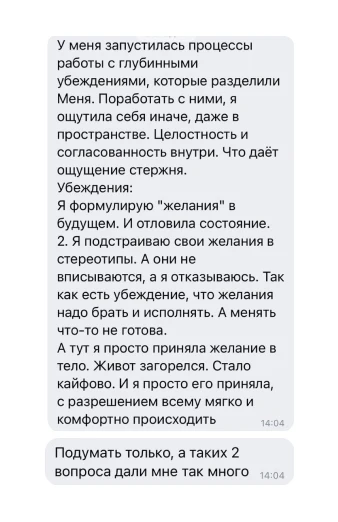 У меня запустилась процессы
работы с глубинными
убеждениями, которые разделили
Меня. Поработать с ними, я
ощутила себя иначе, даже в
пространстве. Целостность и
согласованность внутри. Что даёт
ощущение стержня.
Убеждения:
Я формулирую "желания" в
будущем. И отловила состояние.
2. Я подстраиваю свои желания в
стереотипы. А они не
вписываются, а я отказываюсь. Так
как есть убеждение, что желания
надо брать и исполнять. А менять
что-то не готова.
А тут я просто приняла желание в
тело. Живот загорелся. Стало
кайфово. И я просто его приняла,
с разрешением всему мягко и
комфортно происходить
14:04
Подумать только, а таких 2
вопроса дали мне так много
14:04